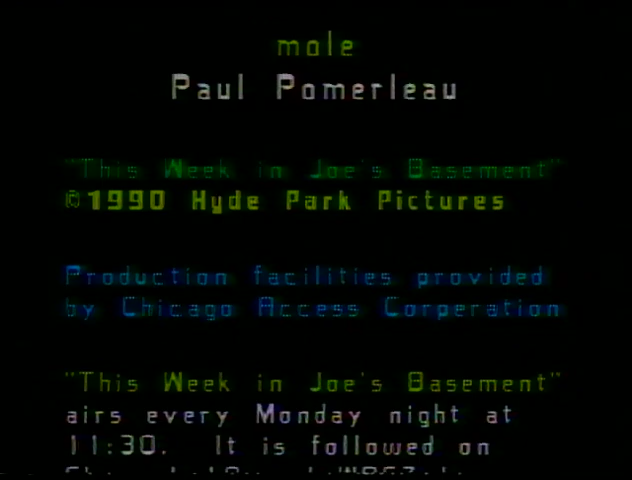 mole
Paul Pomerleau
"This Week in Joe's Basement"
©1990 Hyde Park Pictures
Production facilities provided
by Chicago Access Corperation
"This Week in Joe's Basement"
airs every Monday night at
11:30. It is followed on